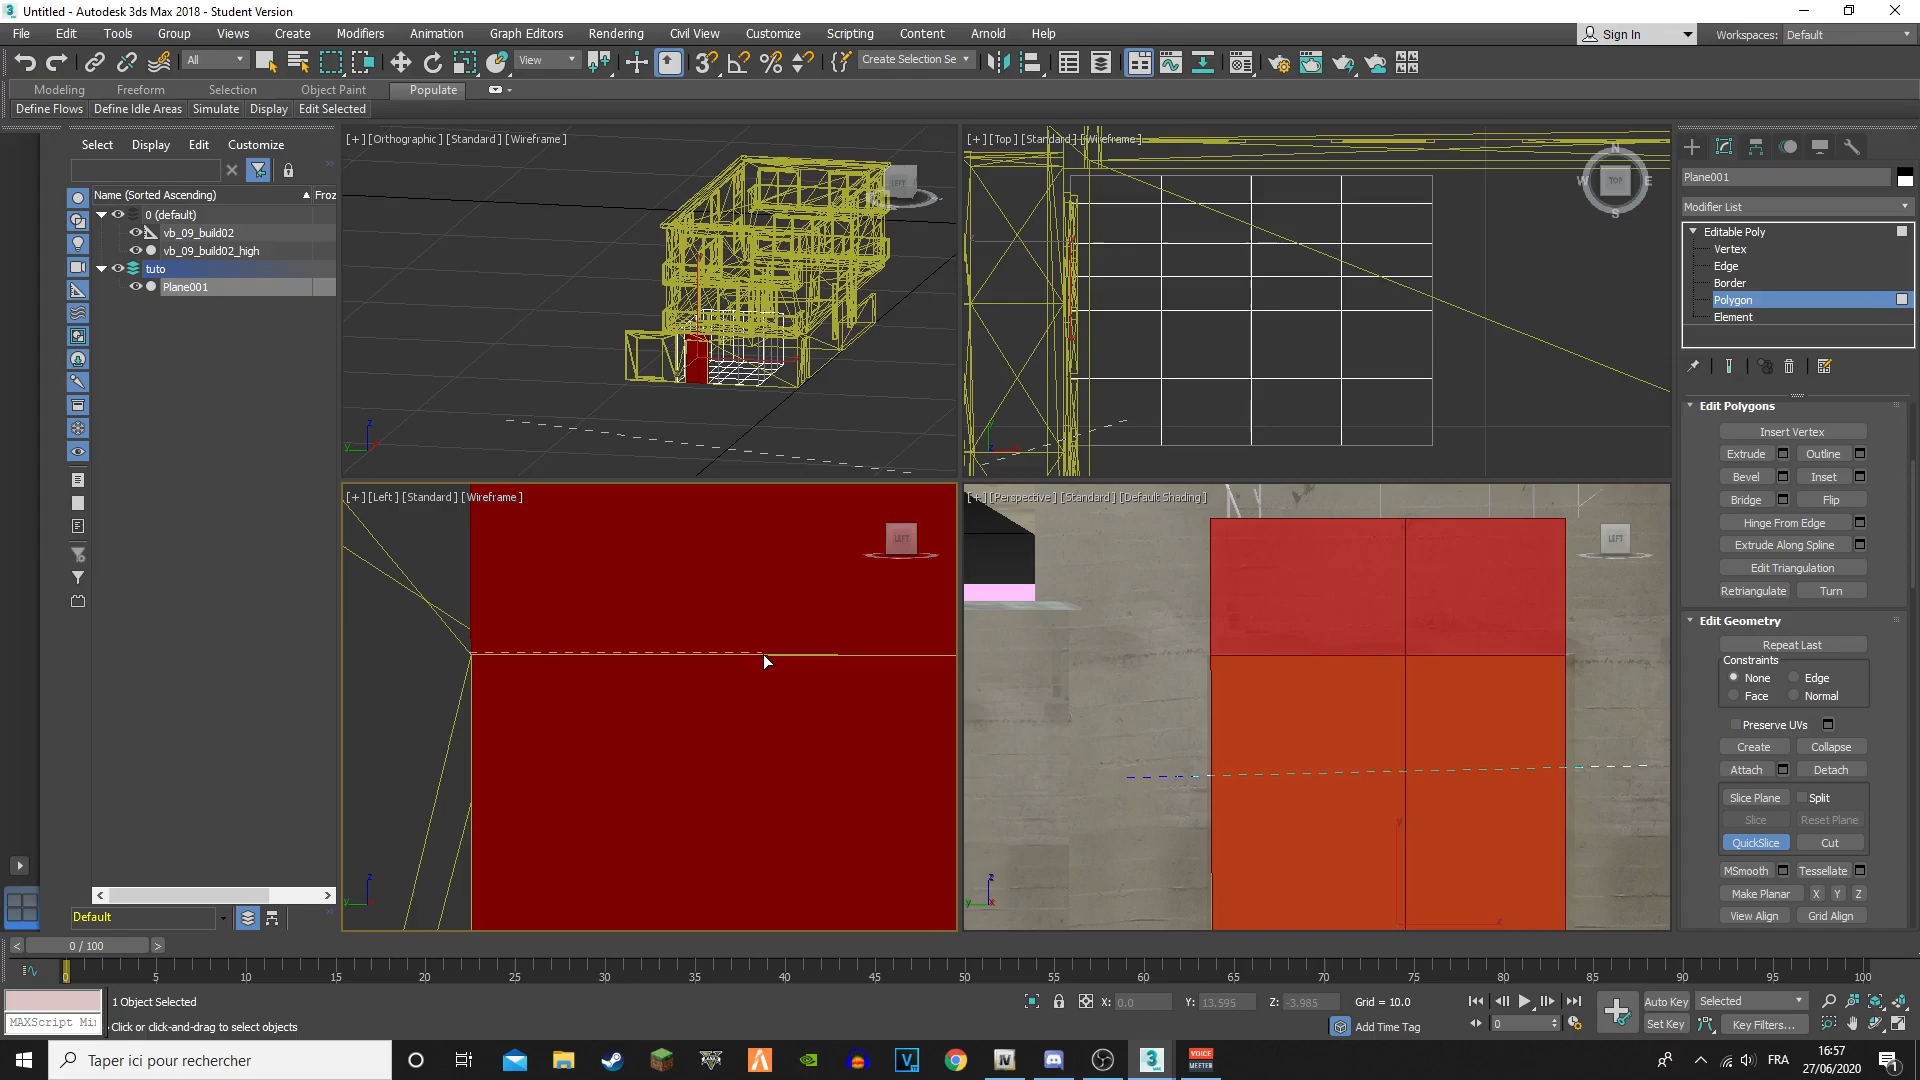 Untitled - Autodesk 3ds Max 2018 - Student Version
File Edit Tools Group Views Create Modifiers Animation Graph Editors Rendering Civil View Customize Scripting Content Arnold Help
Sign In Workspaces: Default
All View Create Selection Se
Modeling Freeform Selection Object Paint Populate
Define Flows Define Idle Areas Simulate Display Edit Selected
Select Display Edit Customize
Name (Sorted Ascending) Froz
0 (default)
vb_09_build02
vb_09_build02_high
tuto
Plane001
Default
[+] [Orthographic] [Standard] [Wireframe]
LEFT
[+] [Top] [Standard] [Wireframe]
N
W TOP E
S
[+] [Left] [Standard] [Wireframe]
LEFT
[+] [Perspective] [Standard] [Default Shading]
LEFT
Plane001
Modifier List
Editable Poly
Vertex
Edge
Border
Polygon
Element
Edit Polygons
Insert Vertex
Extrude Outline
Bevel Inset
Bridge Flip
Hinge From Edge
Extrude Along Spline
Edit Triangulation
Retriangulate Turn
Edit Geometry
Repeat Last
Constraints
None Edge
Face Normal
Preserve UVs
Create Collapse
Attach Detach
Slice Plane Split
Slice Reset Plane
QuickSlice Cut
MSmooth Tessellate
Make Planar X Y Z
View Align Grid Align
< 0 / 100 >
0 5 10 15 20 25 30 35 40 45 50 55 60 65 70 75 80 85 90 95 100
1 Object Selected X: 0.0 Y: 13.595 Z: -3.985 Grid = 10.0 Auto Key Selected
MAXScript Mi Click or click-and-drag to select objects Add Time Tag 0 Set Key Key Filters...
Taper ici pour rechercher
VOICE
MEETER
FRA
16:57
27/06/2020
1